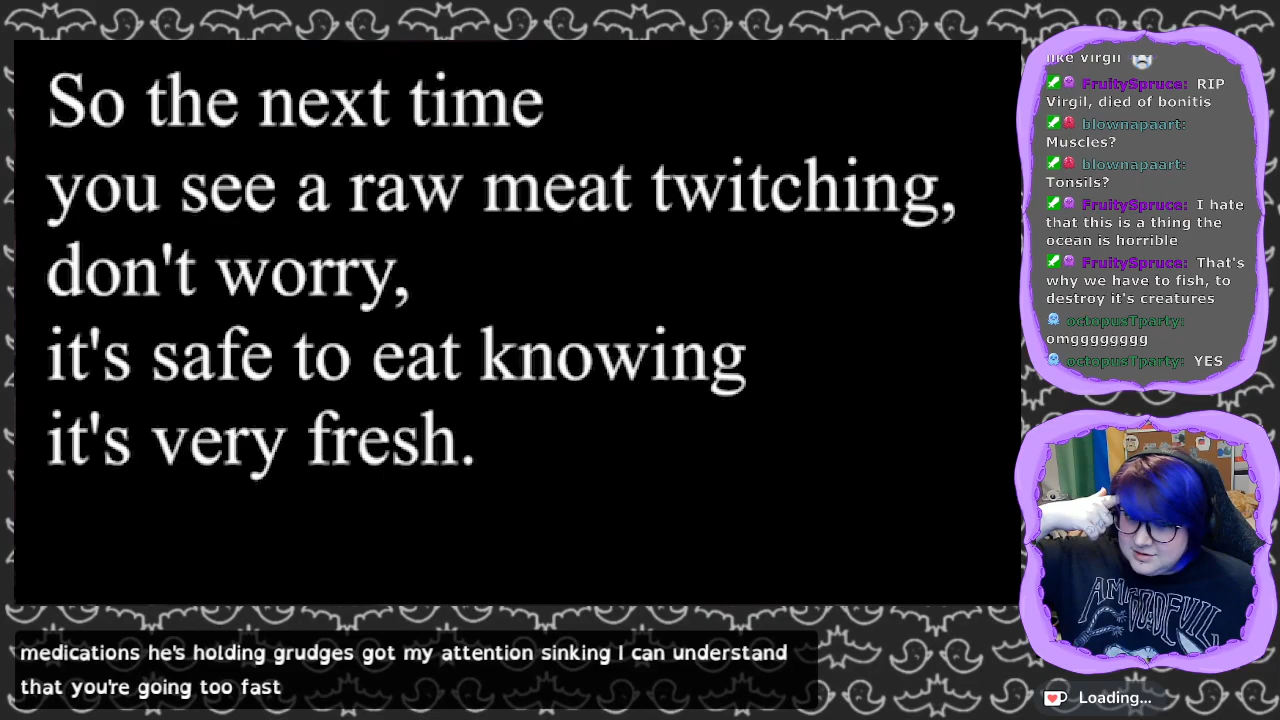 So the next time
you see a raw meat twitching,
don't worry,
it's safe to eat knowing
it's very fresh.
like virgil
FruitySpruce: RIP
Virgil, died of bonitis
blownapaart:
Muscles?
blownapaart:
Tonsils?
FruitySpruce: I hate
that this is a thing the
ocean is horrible
FruitySpruce: That's
why we have to fish, to
destroy it's creatures
octopusTparty:
omgggggggg
octopusTparty: YES
medications he's holding grudges got my attention sinking I can understand
that you're going too fast
Loading...